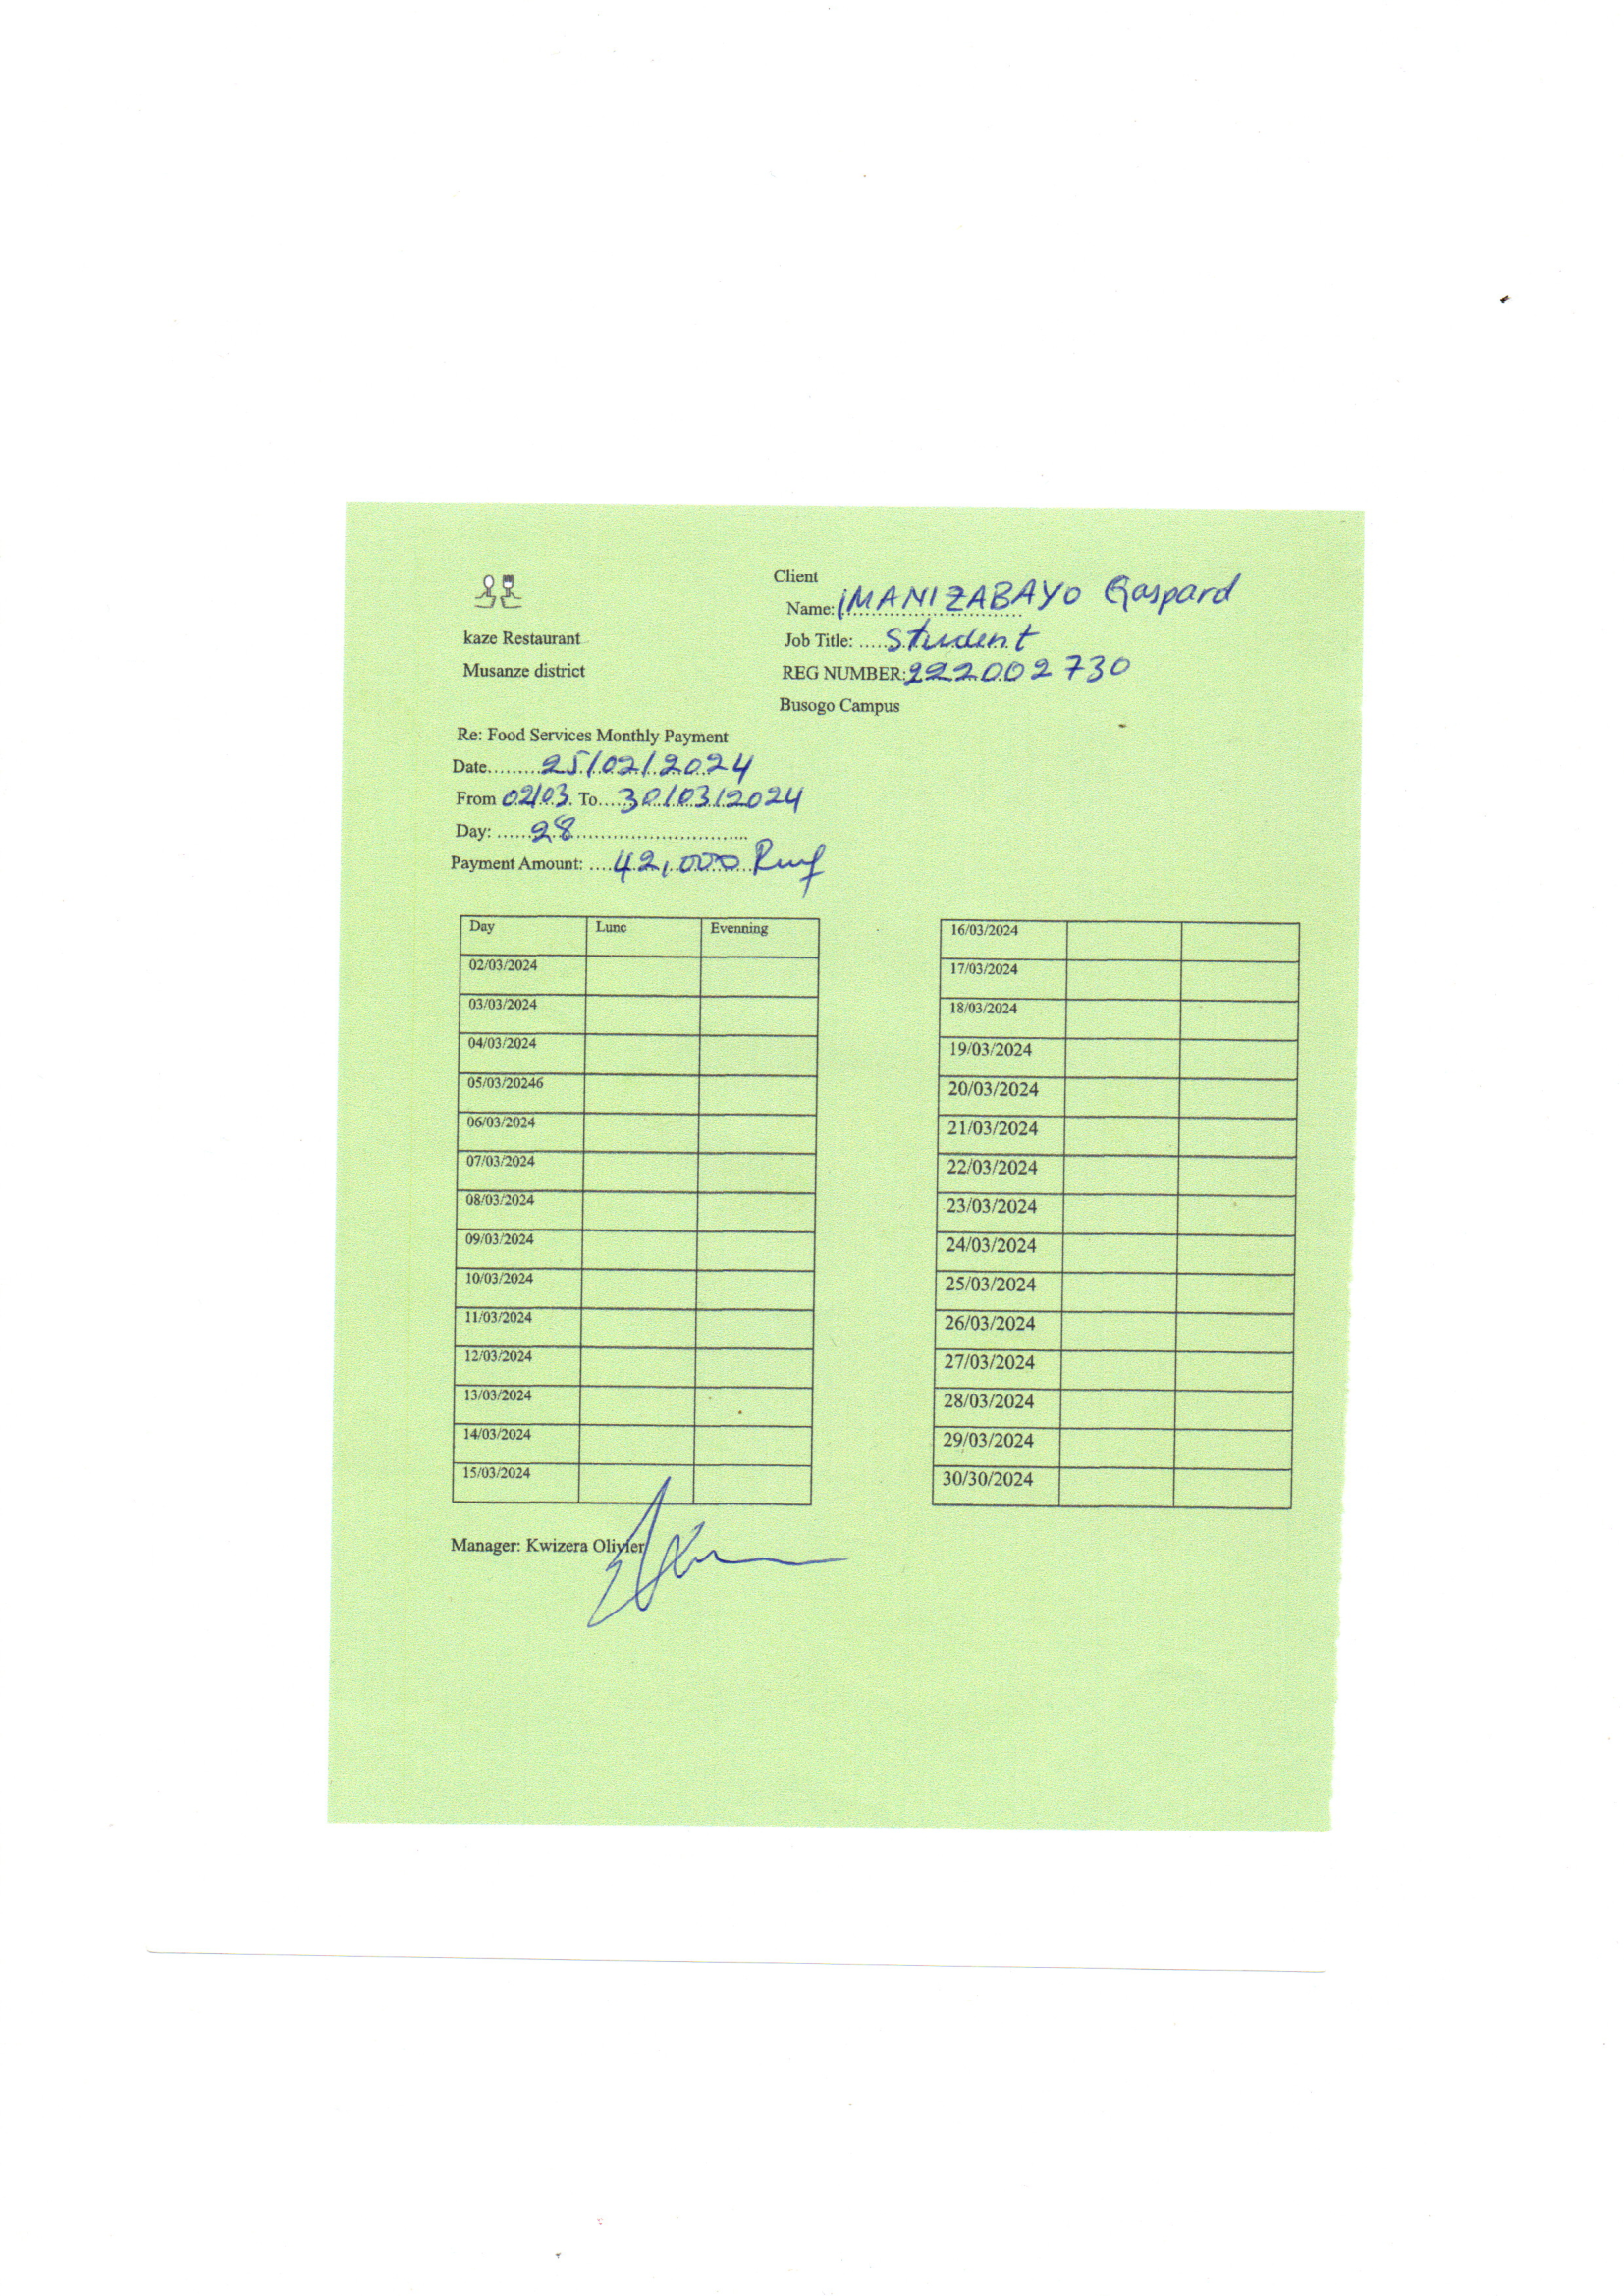 Client
Name: IMANIZABAYO Gaspard
kaze Restaurant
Job Title: .....Student
Musanze district
REG NUMBER: 222002730
Busogo Campus
Re: Food Services Monthly Payment
Date.........25/02/2024
From 02/03. To....30/03/2024
Day: ......28..............................
Payment Amount: ....42,000 Rwf
Day Lunc Evenning
02/03/2024
03/03/2024
04/03/2024
05/03/20246
06/03/2024
07/03/2024
08/03/2024
09/03/2024
10/03/2024
11/03/2024
12/03/2024
13/03/2024
14/03/2024
15/03/2024
16/03/2024
17/03/2024
18/03/2024
19/03/2024
20/03/2024
21/03/2024
22/03/2024
23/03/2024
24/03/2024
25/03/2024
26/03/2024
27/03/2024
28/03/2024
29/03/2024
30/30/2024
Manager: Kwizera Olivier